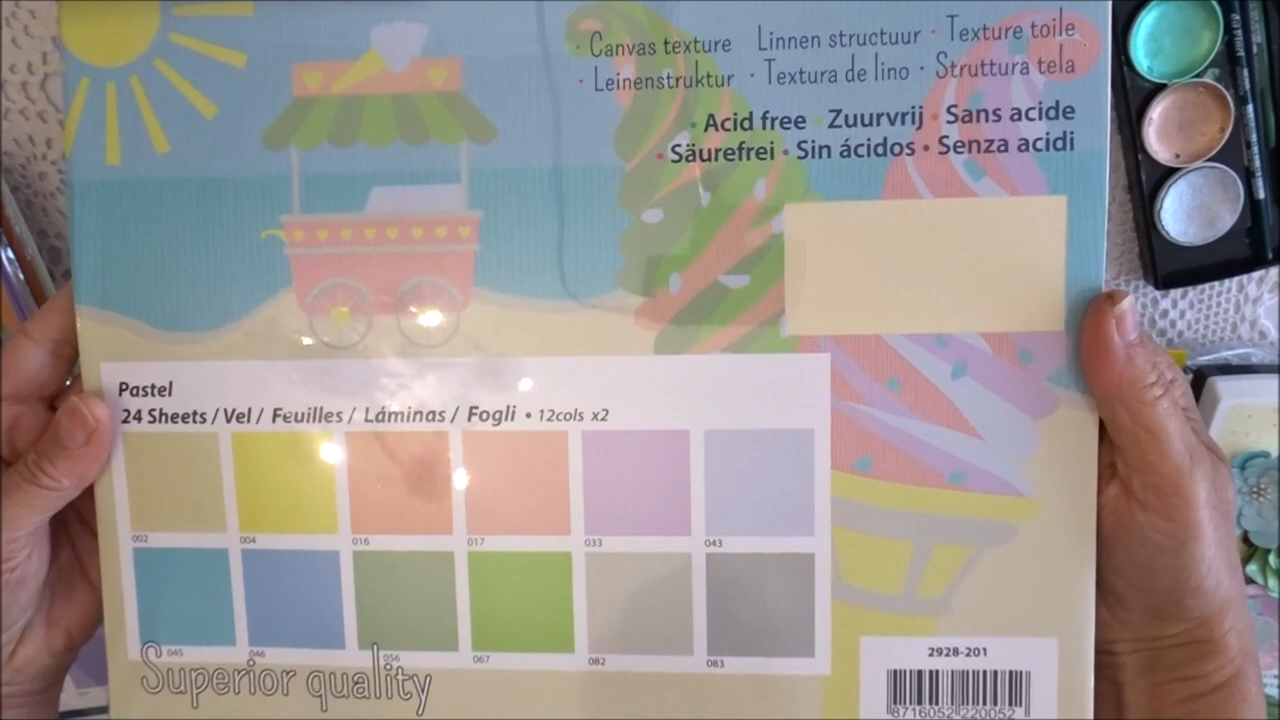 · Canvas texture Linnen structuur · Texture toile
· Leinenstruktur · Textura de lino · Struttura tela
· Acid free · Zuurvrij · Sans acide
· Säurefrei · Sin ácidos · Senza acidi
Pastel
24 Sheets / Vel / Feuilles / Láminas / Fogli • 12cols x2
002 004 016 017 033 043
045 046 056 067 082 083
Superior quality
2928-201
8716052 220052